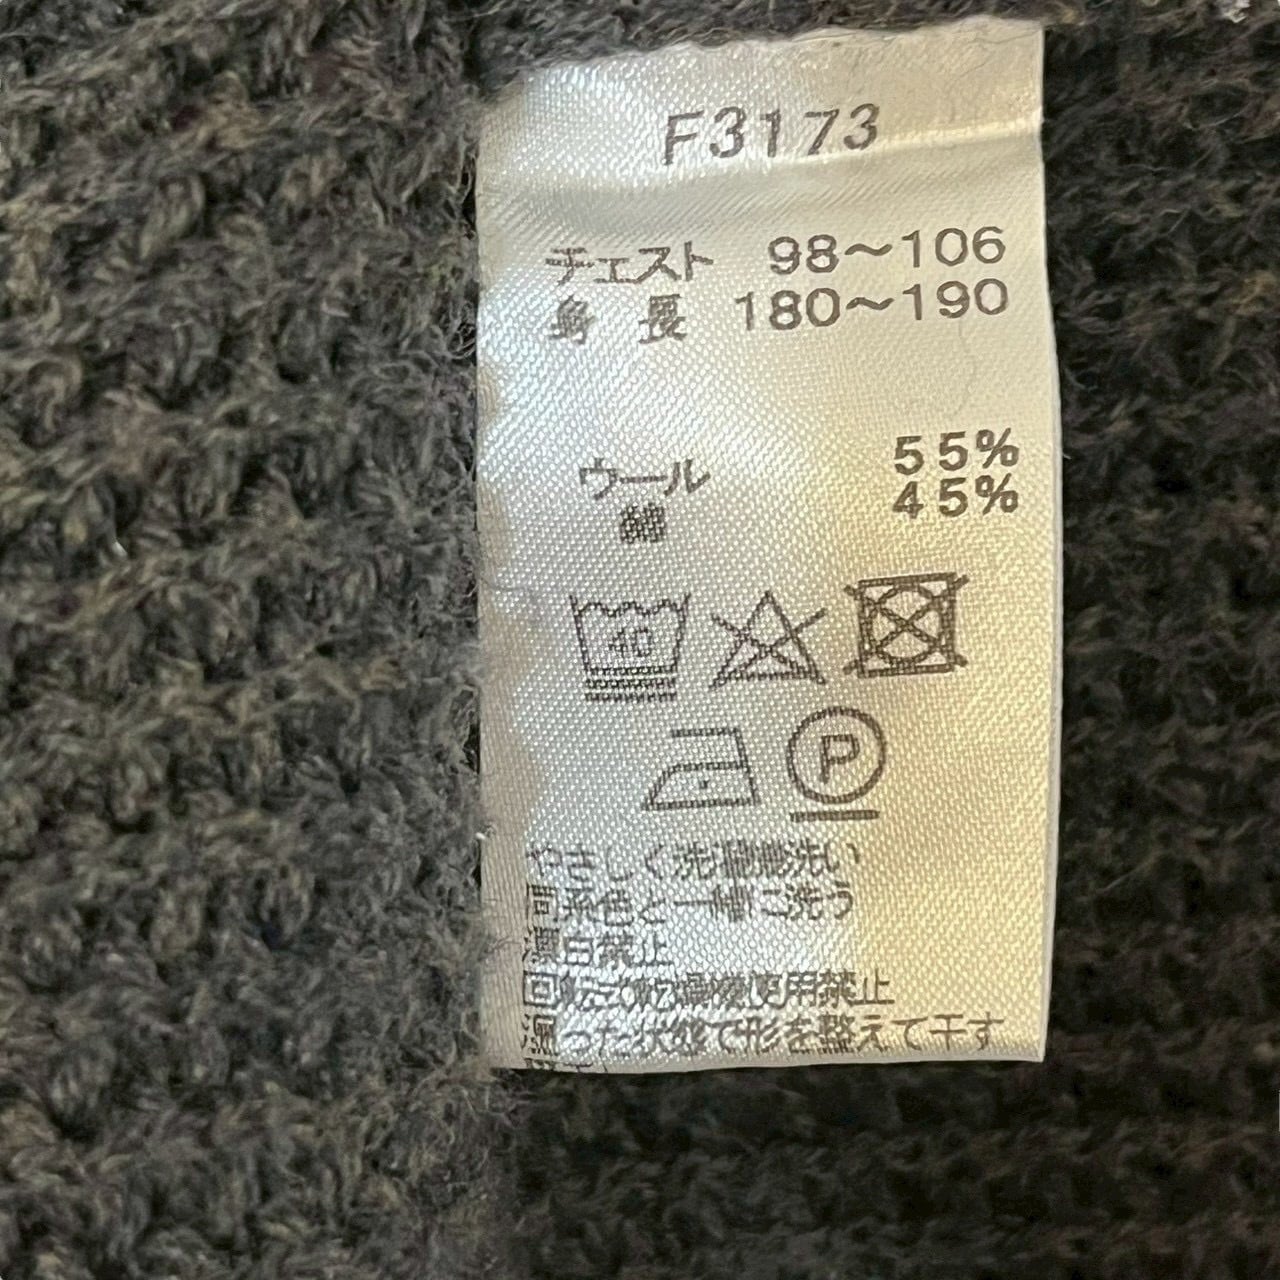 F3173
チェスト 98～106
身長 180～190
ウール 55%
綿 45%
40
P
やさしく洗濯機洗い
同系色と一緒に洗う
漂白禁止
回転式乾燥機使用禁止
湿った状態で形を整えて干す